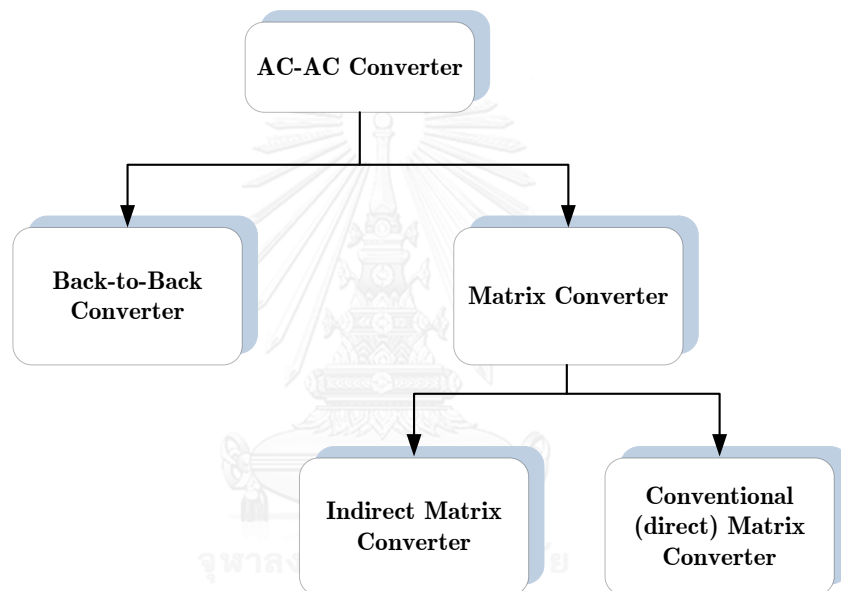 AC-AC Converter
Back-to-Back
Converter
Matrix Converter
Indirect Matrix
Converter
Conventional
(direct) Matrix
Converter